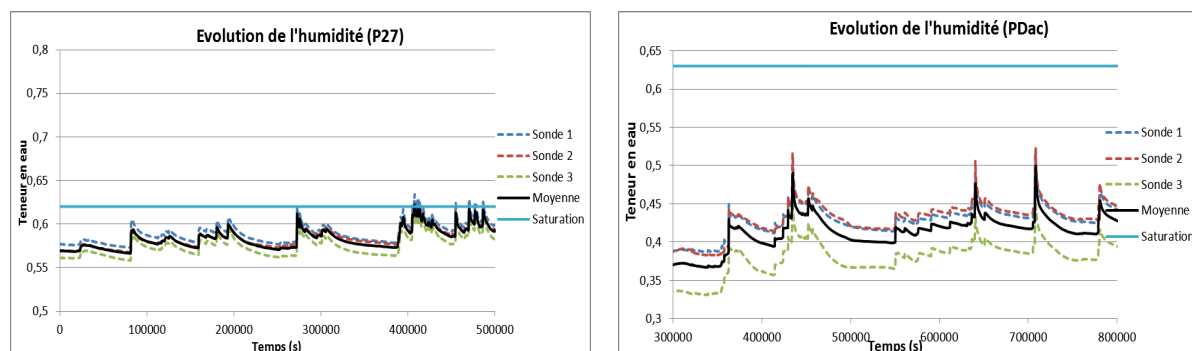 Evolution de l'humidité (P27)
0,8
0,75
0,7
0,65
0,6
0,55
0,5
Teneur en eau
0
100000
200000
300000
400000
500000
Temps (s)
Sonde 1
Sonde 2
Sonde 3
Moyenne
Saturation
Evolution de l'humidité (PDac)
0,65
0,6
0,55
0,5
0,45
0,4
0,35
0,3
Teneur en eau
300000
400000
500000
600000
700000
800000
Temps (s)
Sonde 1
Sonde 2
Sonde 3
Moyenne
Saturation